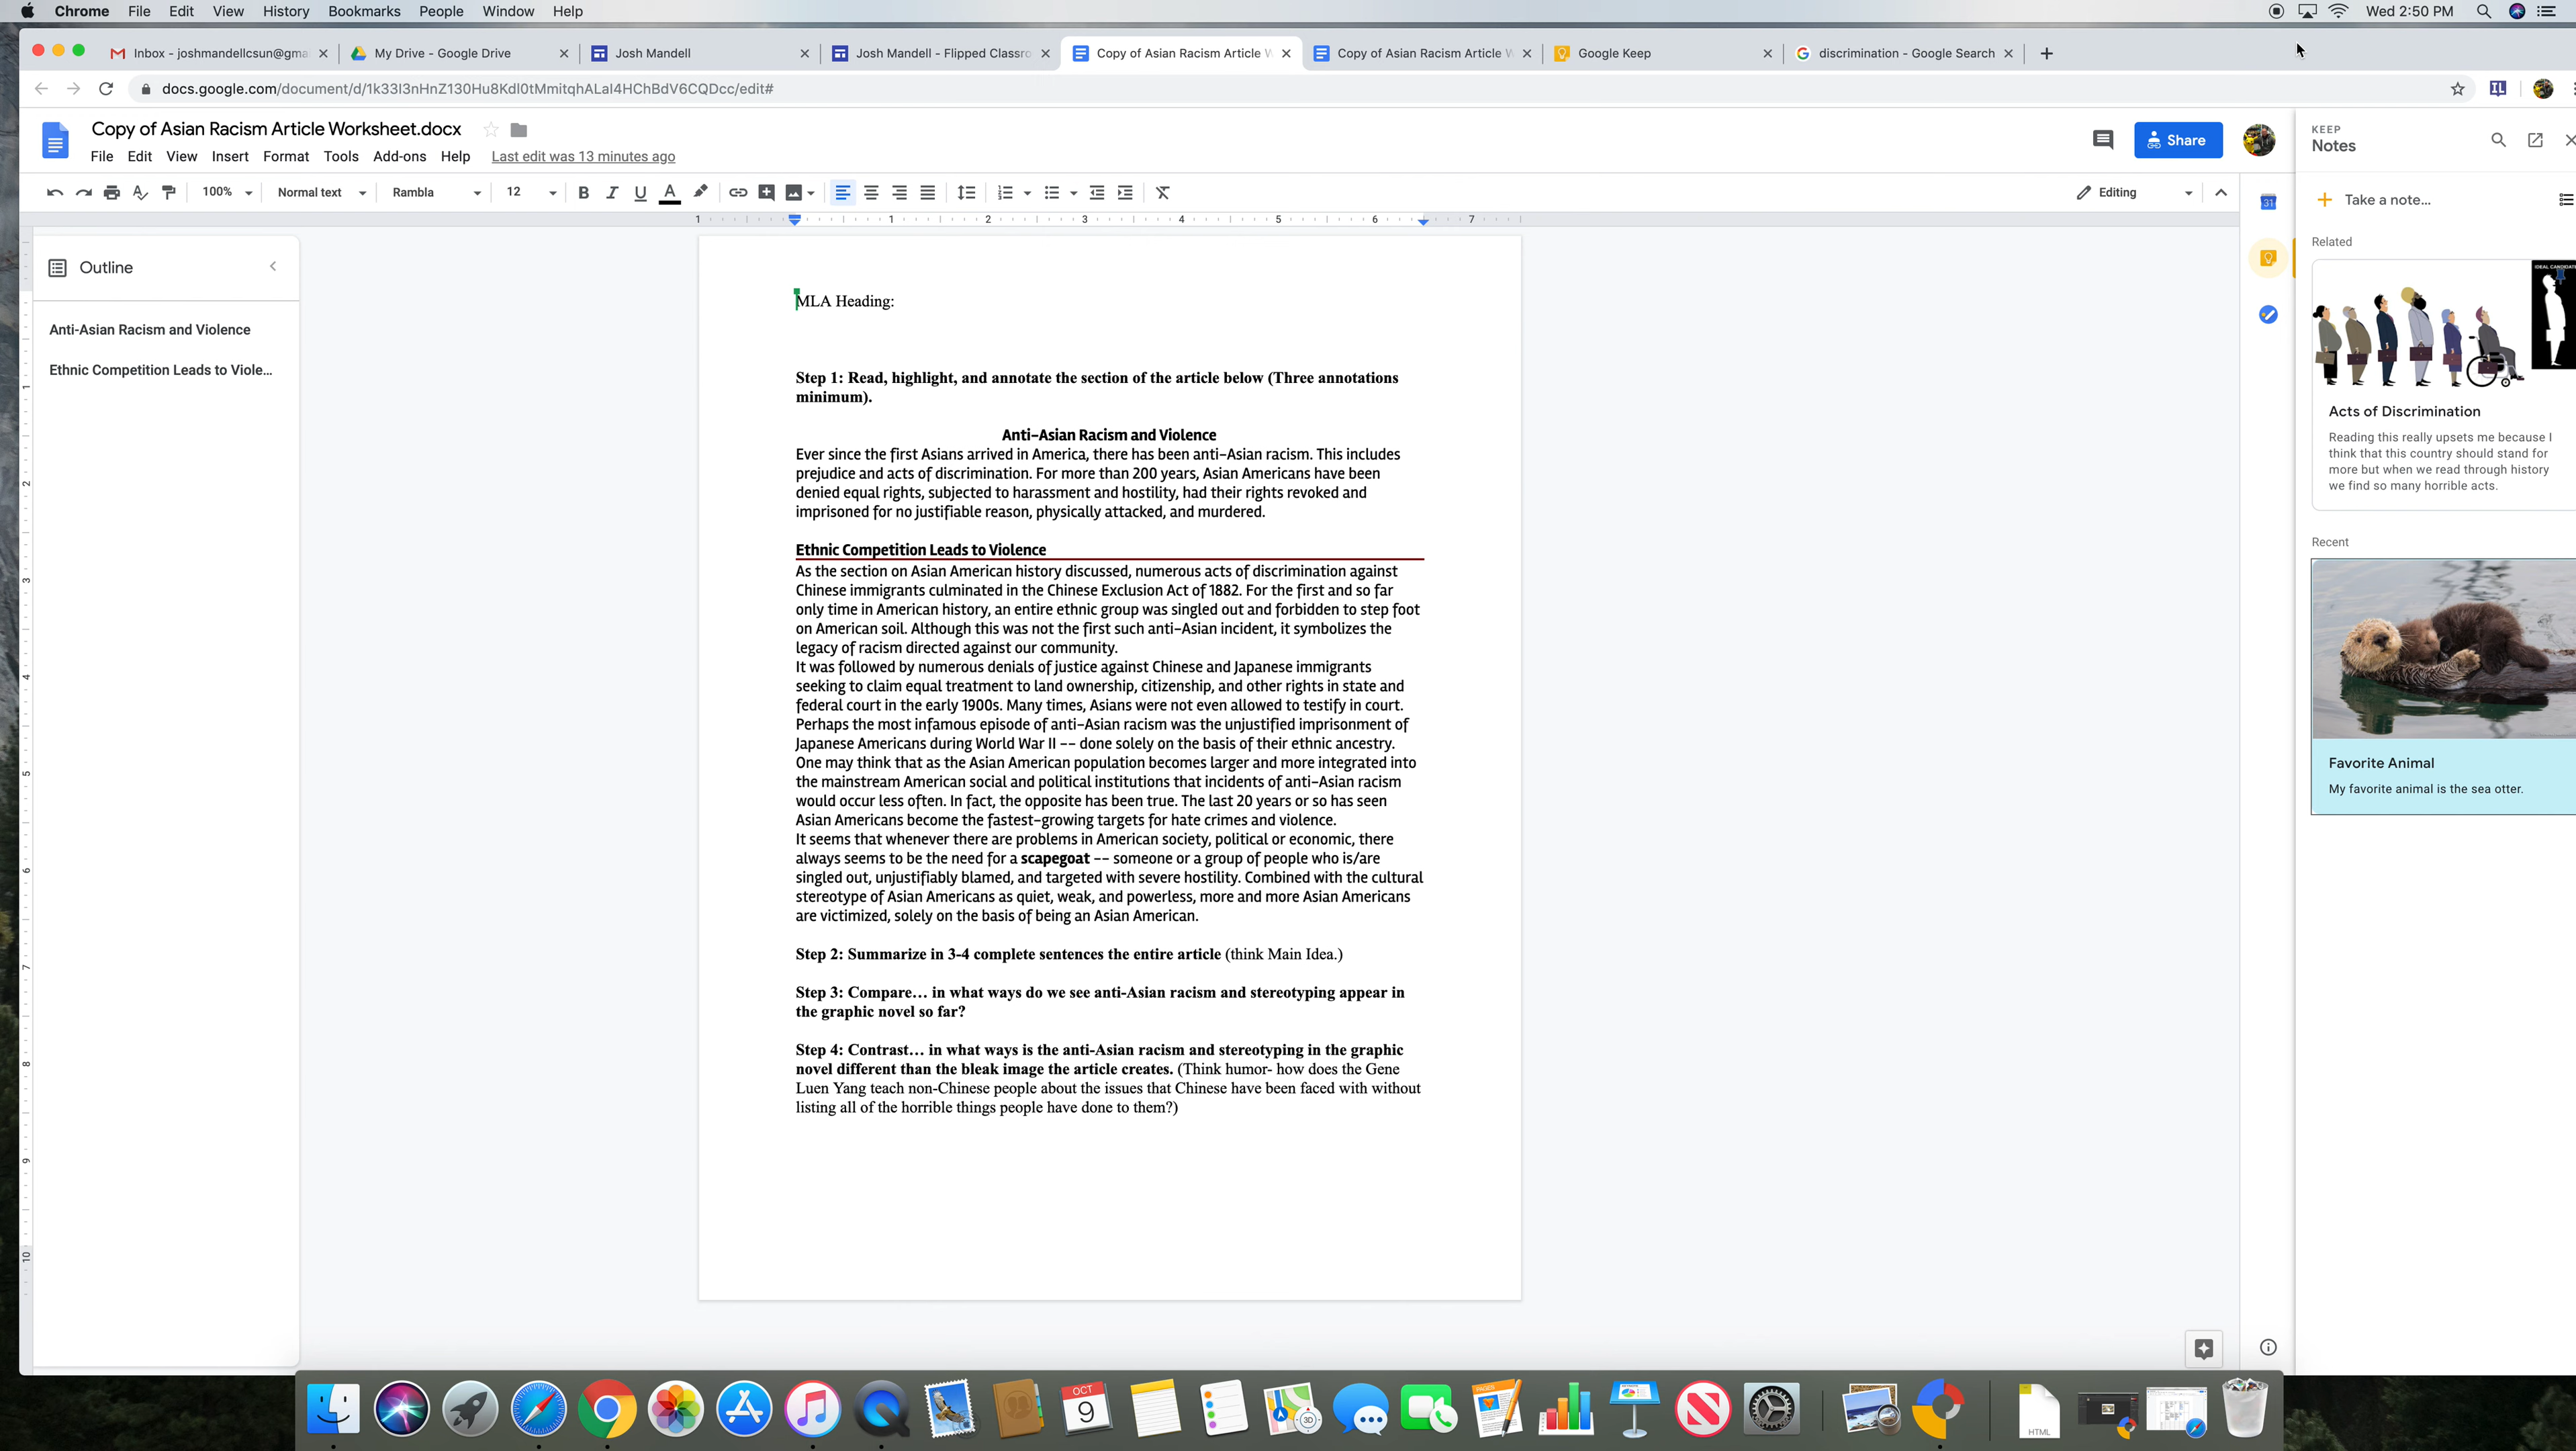 Chrome File Edit View History Bookmarks People Window Help Wed 2:50 PM
Inbox - joshmandellcsun@gma My Drive - Google Drive Josh Mandell Josh Mandell - Flipped Classro Copy of Asian Racism Article W Copy of Asian Racism Article W Google Keep discrimination - Google Search
docs.google.com/document/d/1k33I3nHnZ130Hu8KdI0tMmitqhALaI4HChBdV6CQDcc/edit#
Copy of Asian Racism Article Worksheet.docx
File Edit View Insert Format Tools Add-ons Help Last edit was 13 minutes ago
Share
100% Normal text Rambla 12 Editing
1 1 2 3 4 5 6 7
Outline
Anti-Asian Racism and Violence
Ethnic Competition Leads to Viole...
1
2
3
4
5
6
7
8
9
10
MLA Heading:
Step 1: Read, highlight, and annotate the section of the article below (Three annotations
minimum).
Anti-Asian Racism and Violence
Ever since the first Asians arrived in America, there has been anti-Asian racism. This includes
prejudice and acts of discrimination. For more than 200 years, Asian Americans have been
denied equal rights, subjected to harassment and hostility, had their rights revoked and
imprisoned for no justifiable reason, physically attacked, and murdered.
Ethnic Competition Leads to Violence
As the section on Asian American history discussed, numerous acts of discrimination against
Chinese immigrants culminated in the Chinese Exclusion Act of 1882. For the first and so far
only time in American history, an entire ethnic group was singled out and forbidden to step foot
on American soil. Although this was not the first such anti-Asian incident, it symbolizes the
legacy of racism directed against our community.
It was followed by numerous denials of justice against Chinese and Japanese immigrants
seeking to claim equal treatment to land ownership, citizenship, and other rights in state and
federal court in the early 1900s. Many times, Asians were not even allowed to testify in court.
Perhaps the most infamous episode of anti-Asian racism was the unjustified imprisonment of
Japanese Americans during World War II -- done solely on the basis of their ethnic ancestry.
One may think that as the Asian American population becomes larger and more integrated into
the mainstream American social and political institutions that incidents of anti-Asian racism
would occur less often. In fact, the opposite has been true. The last 20 years or so has seen
Asian Americans become the fastest-growing targets for hate crimes and violence.
It seems that whenever there are problems in American society, political or economic, there
always seems to be the need for a scapegoat -- someone or a group of people who is/are
singled out, unjustifiably blamed, and targeted with severe hostility. Combined with the cultural
stereotype of Asian Americans as quiet, weak, and powerless, more and more Asian Americans
are victimized, solely on the basis of being an Asian American.
Step 2: Summarize in 3-4 complete sentences the entire article (think Main Idea.)
Step 3: Compare... in what ways do we see anti-Asian racism and stereotyping appear in
the graphic novel so far?
Step 4: Contrast... in what ways is the anti-Asian racism and stereotyping in the graphic
novel different than the bleak image the article creates. (Think humor- how does the Gene
Luen Yang teach non-Chinese people about the issues that Chinese have been faced with without
listing all of the horrible things people have done to them?)
31
KEEP
Notes
Take a note...
Related
IDEAL CANDIDATE
Acts of Discrimination
Reading this really upsets me because I
think that this country should stand for
more but when we read through history
we find so many horrible acts.
Recent
Favorite Animal
My favorite animal is the sea otter.
OCT
9
3D
PAGES
HTML